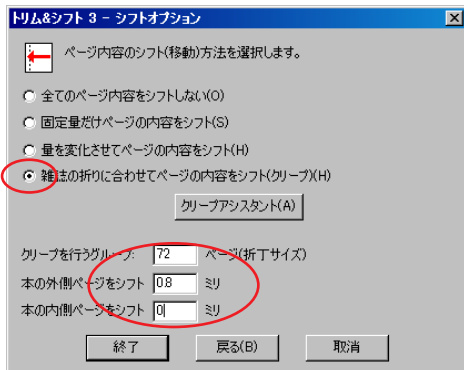 トリム&シフト 3 - シフトオプション
ページ内容のシフト(移動)方法を選択します。
全てのページ内容をシフトしない(O)
固定量だけページの内容をシフト(S)
量を変化させてページの内容をシフト(H)
雑誌の折りに合わせてページの内容をシフト(クリープ)(H)
クリープアシスタント(A)
クリープを行うグループ: 72 ページ(折丁サイズ)
本の外側ページをシフト 0.8 ミリ
本の内側ページをシフト 0 ミリ
終了 戻る(B) 取消